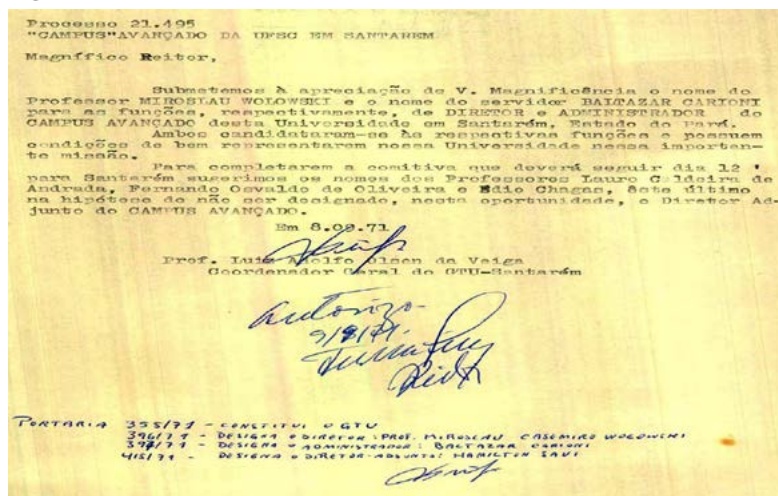 Processo 21.495
"CAMPUS"AVANÇADO DA UFSC EM SANTAREM
Magnífico Reitor,
Submetemos à apreciação de V. Magnificência o nome do
Professor MIROSLAU WOLOWSKI e o nome do servidor BALTAZAR CARIONI
para as funções, respectivamente, de DIRETOR e ADMINISTRADOR do
CAMPUS AVANÇADO desta Universidade em Santarém, Estado do Pará.
Ambos candidataram-se às respectivas funções e possuem
condições de bem representarem nossa Universidade nessa importan-
te missão.
Para completarem a comitiva que deverá seguir dia 12 '
para Santarém sugerimos os nomes dos Professores Lauro Caldeira de
Andrada, Fernando Osvaldo de Oliveira e Édio Chagas, êste último
na hipótese de não ser designado, nesta oportunidade, o Diretor Ad-
junto do CAMPUS AVANÇADO.
Em 8.09.71
Prof. Luiz Adolfo Olsen da Veiga
Coordenador Geral do GTU-Santarém
Autorizo
9/9/71.
PORTARIA 355/71 - CONSTITUI O GTU
396/71 - DESIGNA O DIRETOR: PROF. MIROSLAU CASEMIRO WOLOWSKI
397/71 - DESIGNA O ADMINISTRADOR: BALTAZAR CARIONI
415/71 - DESIGNA O DIRETOR-ADJUNTO: HAMILTON SAVI